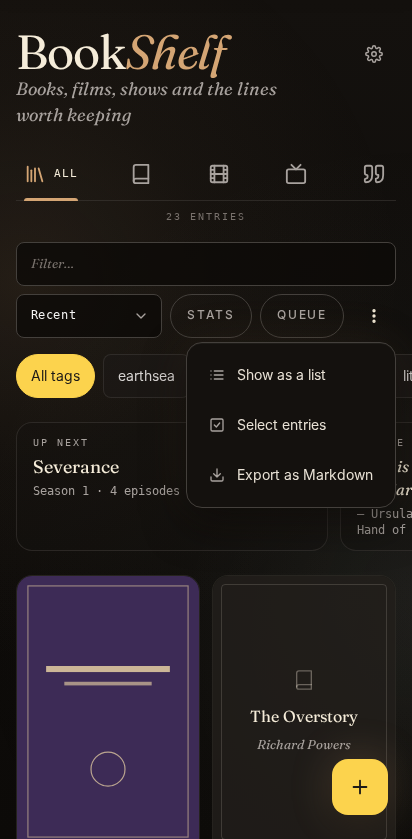 BookShelf
Books, films, shows and the lines
worth keeping
ALL
23 ENTRIES
Filter...
Recent
STATS
QUEUE
All tags
earthsea
Show as a list
Select entries
Export as Markdown
UP NEXT
Severance
Season 1 · 4 episodes
— Ursula
Hand of
The Overstory
Richard Powers